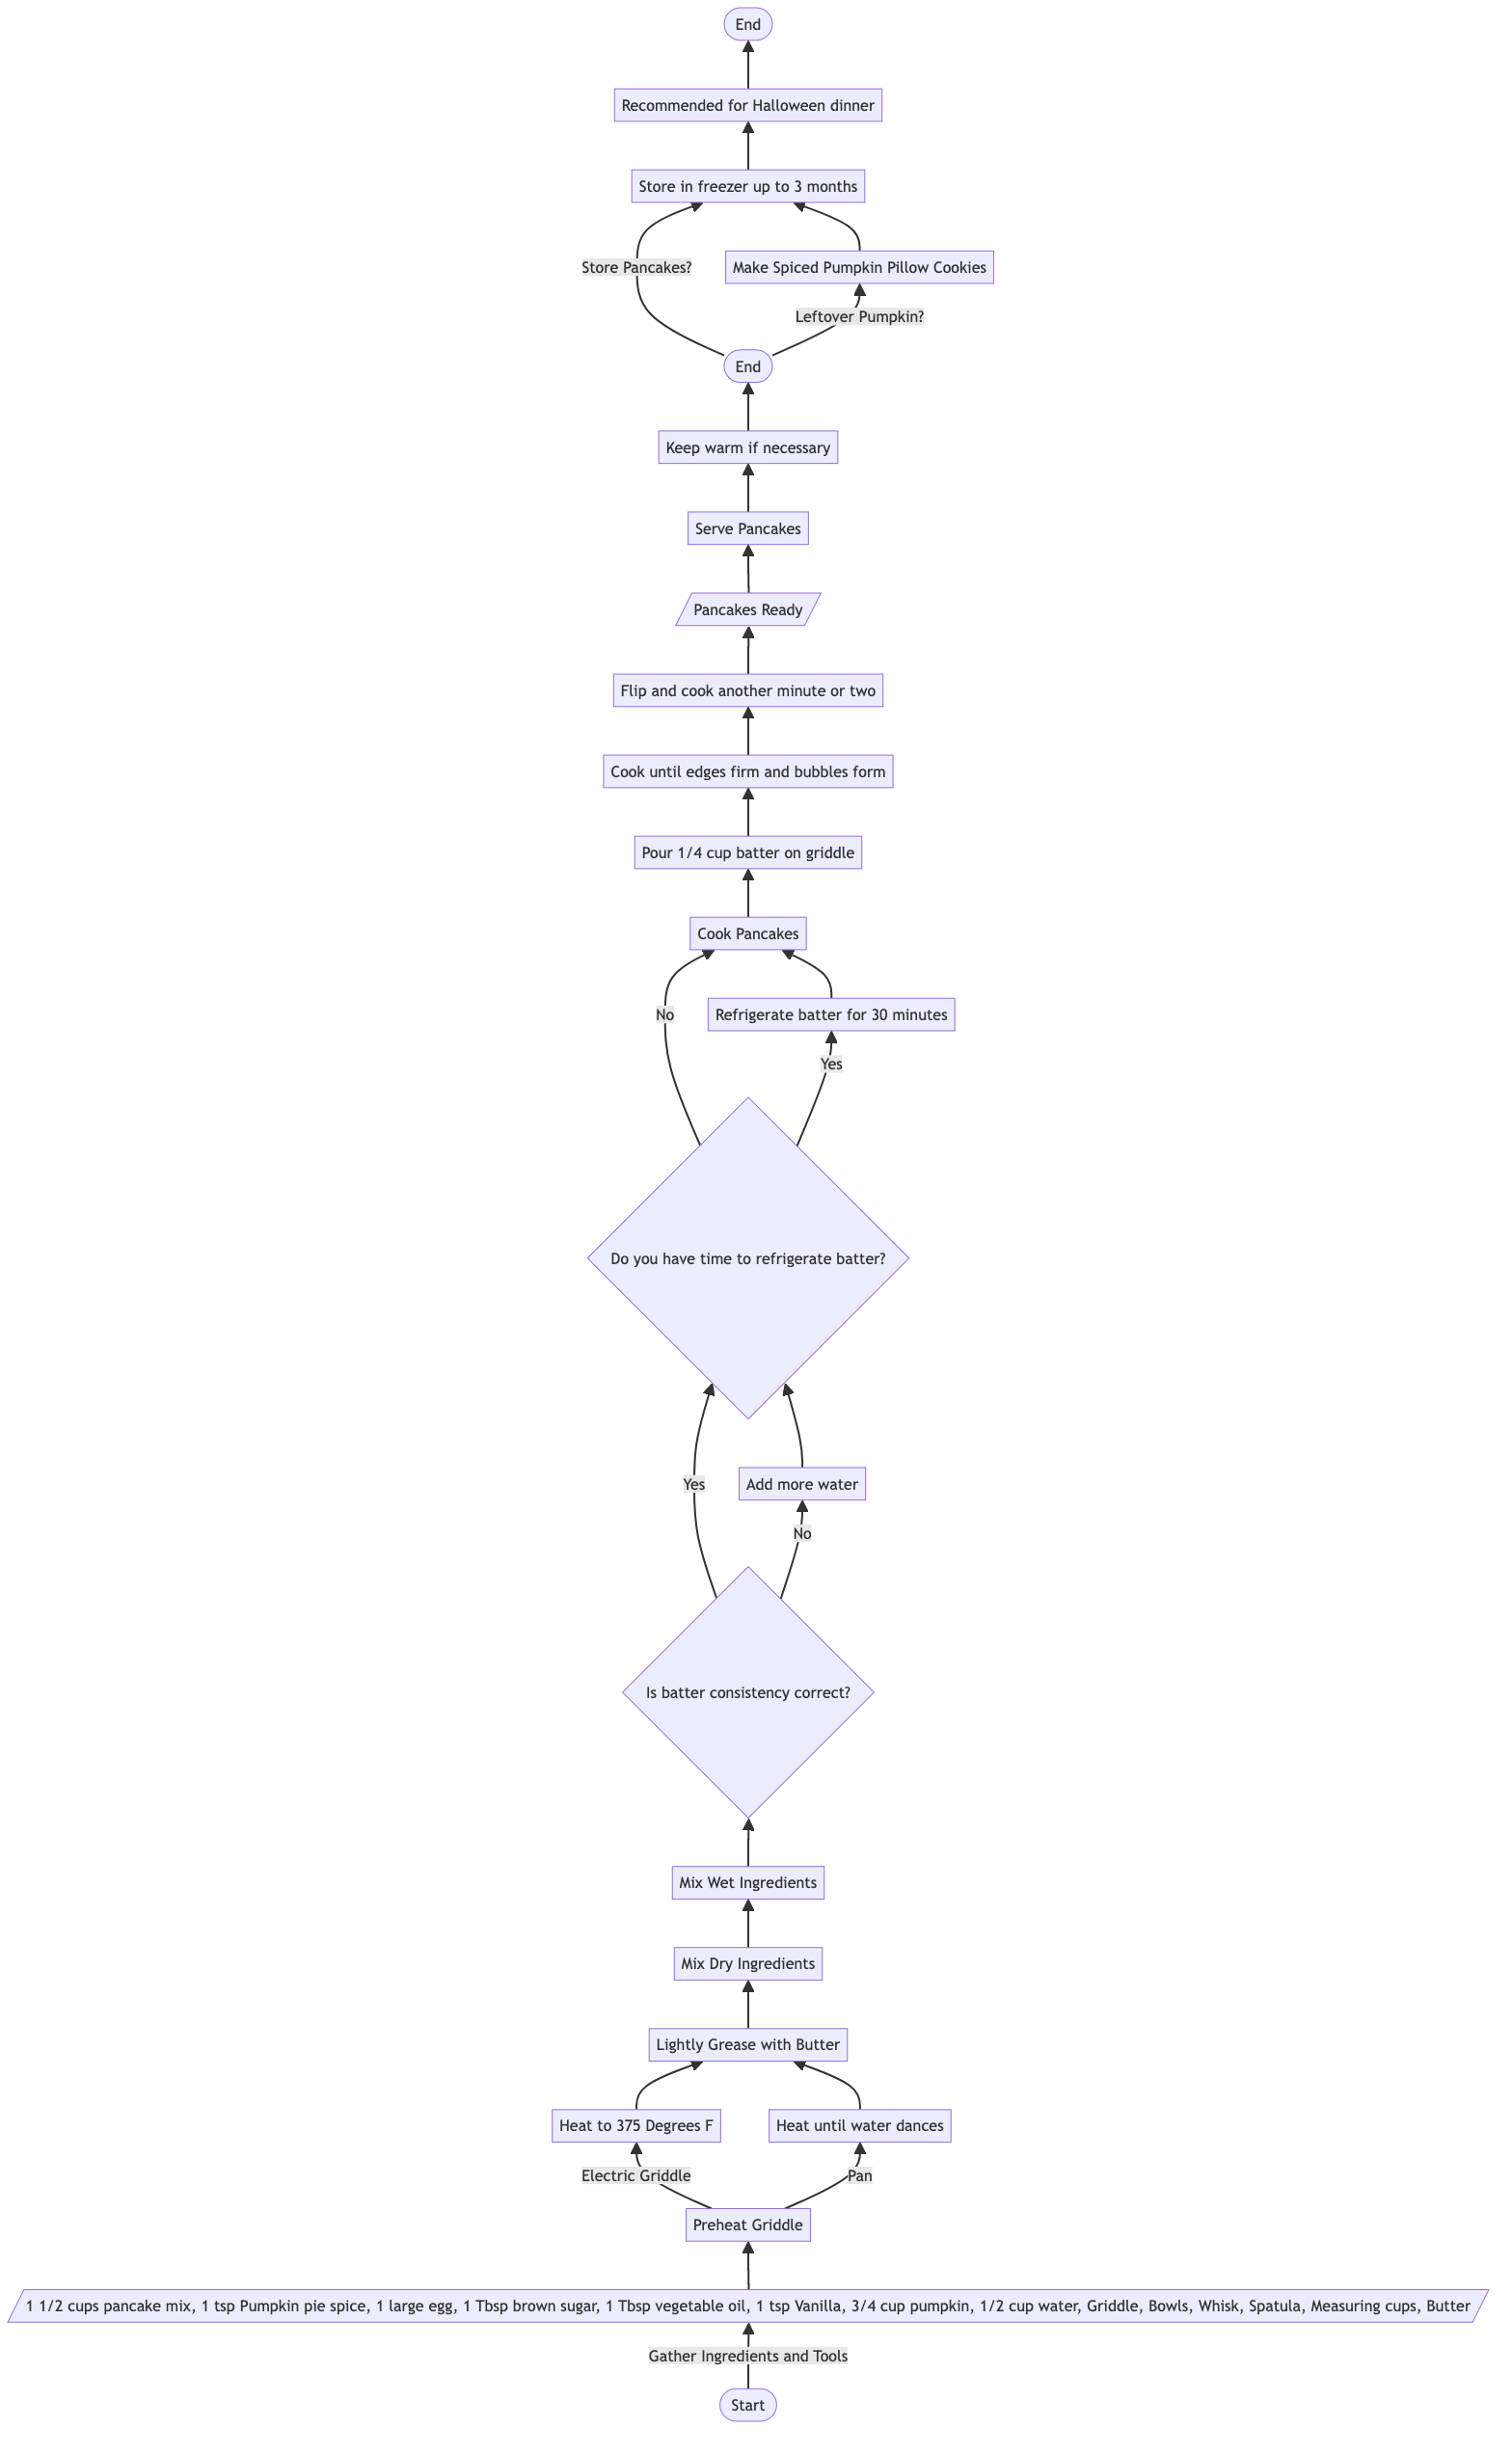 End
Recommended for Halloween dinner
Store in freezer up to 3 months
Store Pancakes?
Make Spiced Pumpkin Pillow Cookies
Leftover Pumpkin?
End
Keep warm if necessary
Serve Pancakes
Pancakes Ready
Flip and cook another minute or two
Cook until edges firm and bubbles form
Pour 1/4 cup batter on griddle
Cook Pancakes
No
Refrigerate batter for 30 minutes
Yes
Do you have time to refrigerate batter?
Yes
Add more water
No
Is batter consistency correct?
Mix Wet Ingredients
Mix Dry Ingredients
Lightly Grease with Butter
Heat to 375 Degrees F
Heat until water dances
Electric Griddle
Pan
Preheat Griddle
1 1/2 cups pancake mix, 1 tsp Pumpkin pie spice, 1 large egg, 1 Tbsp brown sugar, 1 Tbsp vegetable oil, 1 tsp Vanilla, 3/4 cup pumpkin, 1/2 cup water, Griddle, Bowls, Whisk, Spatula, Measuring cups, Butter
Gather Ingredients and Tools
Start